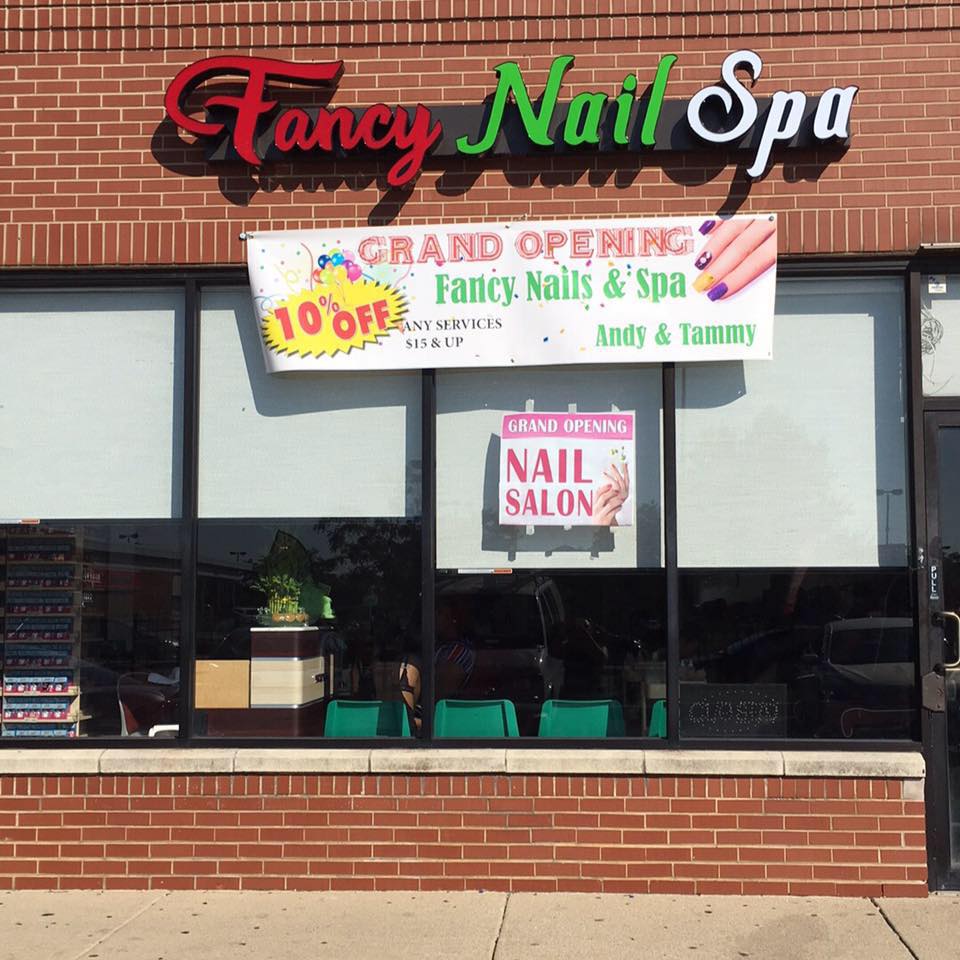 Fancy Nail Spa
GRAND OPENING
Fancy Nails & Spa
10% OFF
ANY SERVICES
$15 & UP
Andy & Tammy
GRAND OPENING
NAIL
SALON
PULL